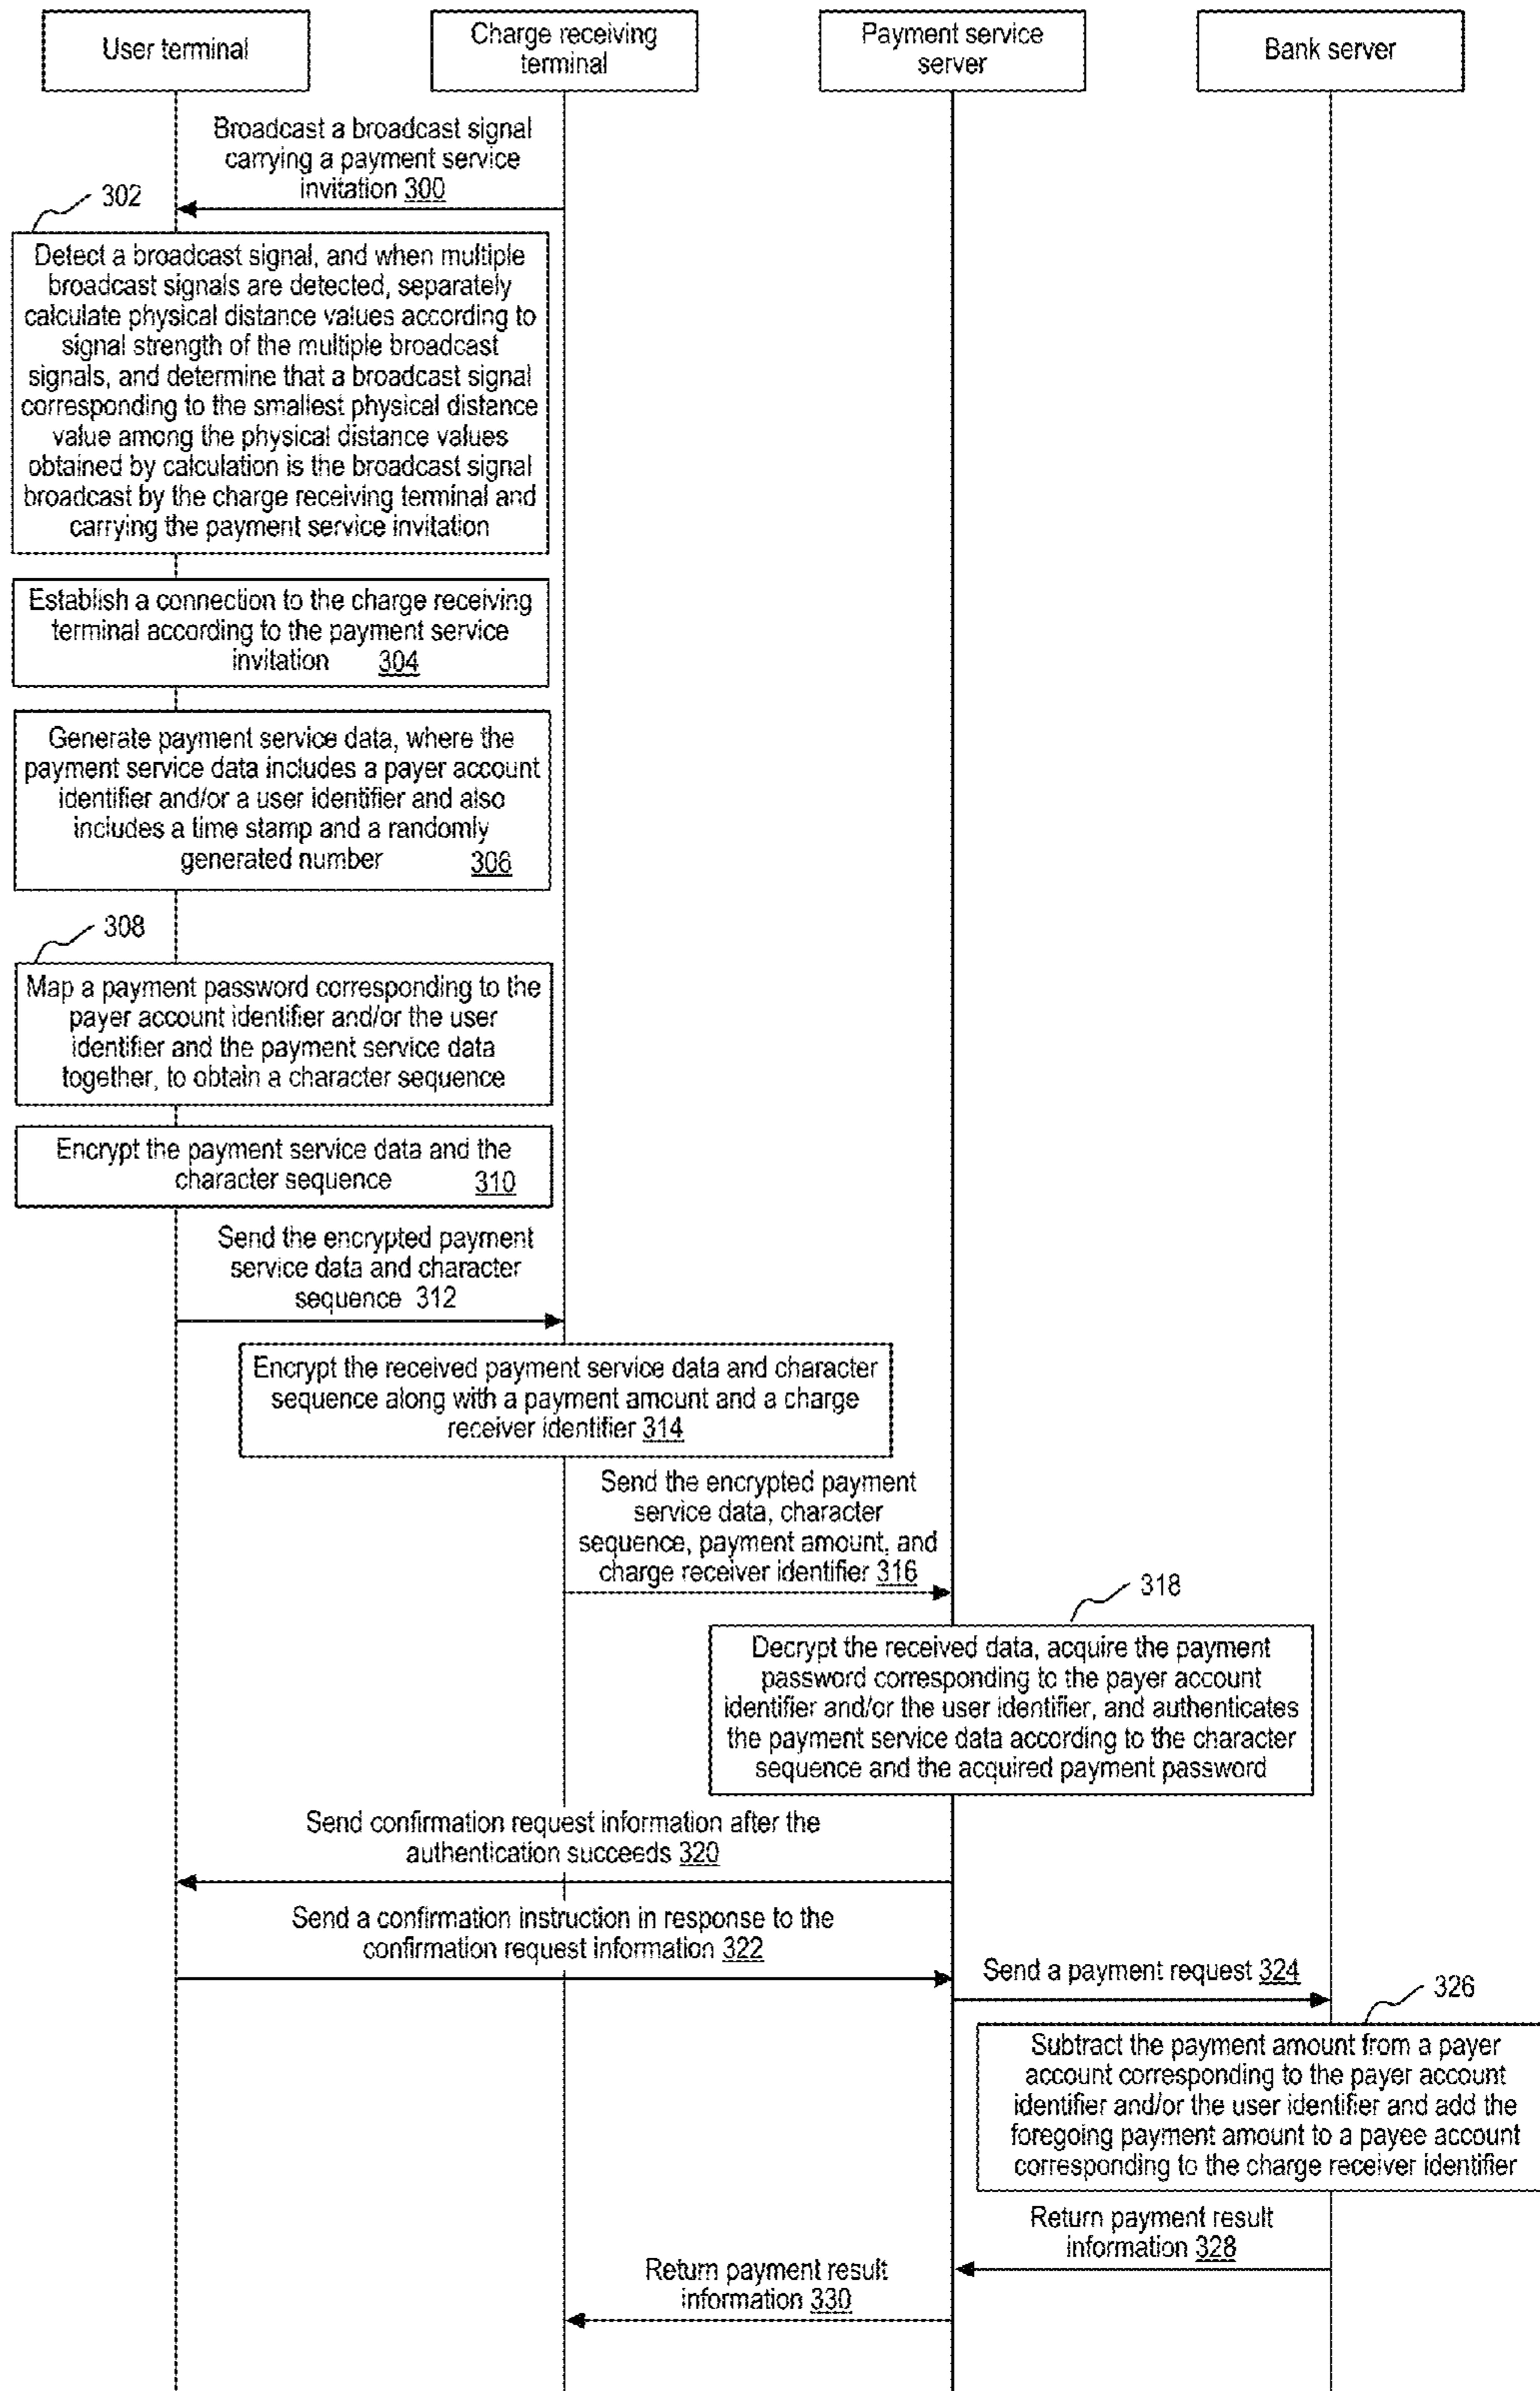 User terminal
Charge receiving
terminal
Payment service
server
Bank server
Broadcast a broadcast signal
carrying a payment service
invitation 300
302
Detect a broadcast signal, and when multiple
broadcast signals are detected, separately
calculate physical distance values according to
signal strength of the multiple broadcast
signals, and determine that a broadcast signal
corresponding to the smallest physical distance
value among the physical distance values
obtained by calculation is the broadcast signal
broadcast by the charge receiving terminal and
carrying the payment service invitation
Establish a connection to the charge receiving
terminal according to the payment service
invitation 304
Generate payment service data, where the
payment service data includes a payer account
identifier and/or a user identifier and also
includes a time stamp and a randomly
generated number 306
308
Map a payment password corresponding to the
payer account identifier and/or the user
identifier and the payment service data
together, to obtain a character sequence
Encrypt the payment service data and the
character sequence 310
Send the encrypted payment
service data and character
sequence 312
Encrypt the received payment service data and character
sequence along with a payment amount and a charge
receiver identifier 314
Send the encrypted payment
service data, character
sequence, payment amount, and
charge receiver identifier 316
318
Decrypt the received data, acquire the payment
password corresponding to the payer account
identifier and/or the user identifier, and authenticates
the payment service data according to the character
sequence and the acquired payment password
Send confirmation request information after the
authentication succeeds 320
Send a confirmation instruction in response to the
confirmation request information 322
Send a payment request 324
326
Subtract the payment amount from a payer
account corresponding to the payer account
identifier and/or the user identifier and add the
foregoing payment amount to a payee account
corresponding to the charge receiver identifier
Return payment result
information 328
Return payment result
information 330